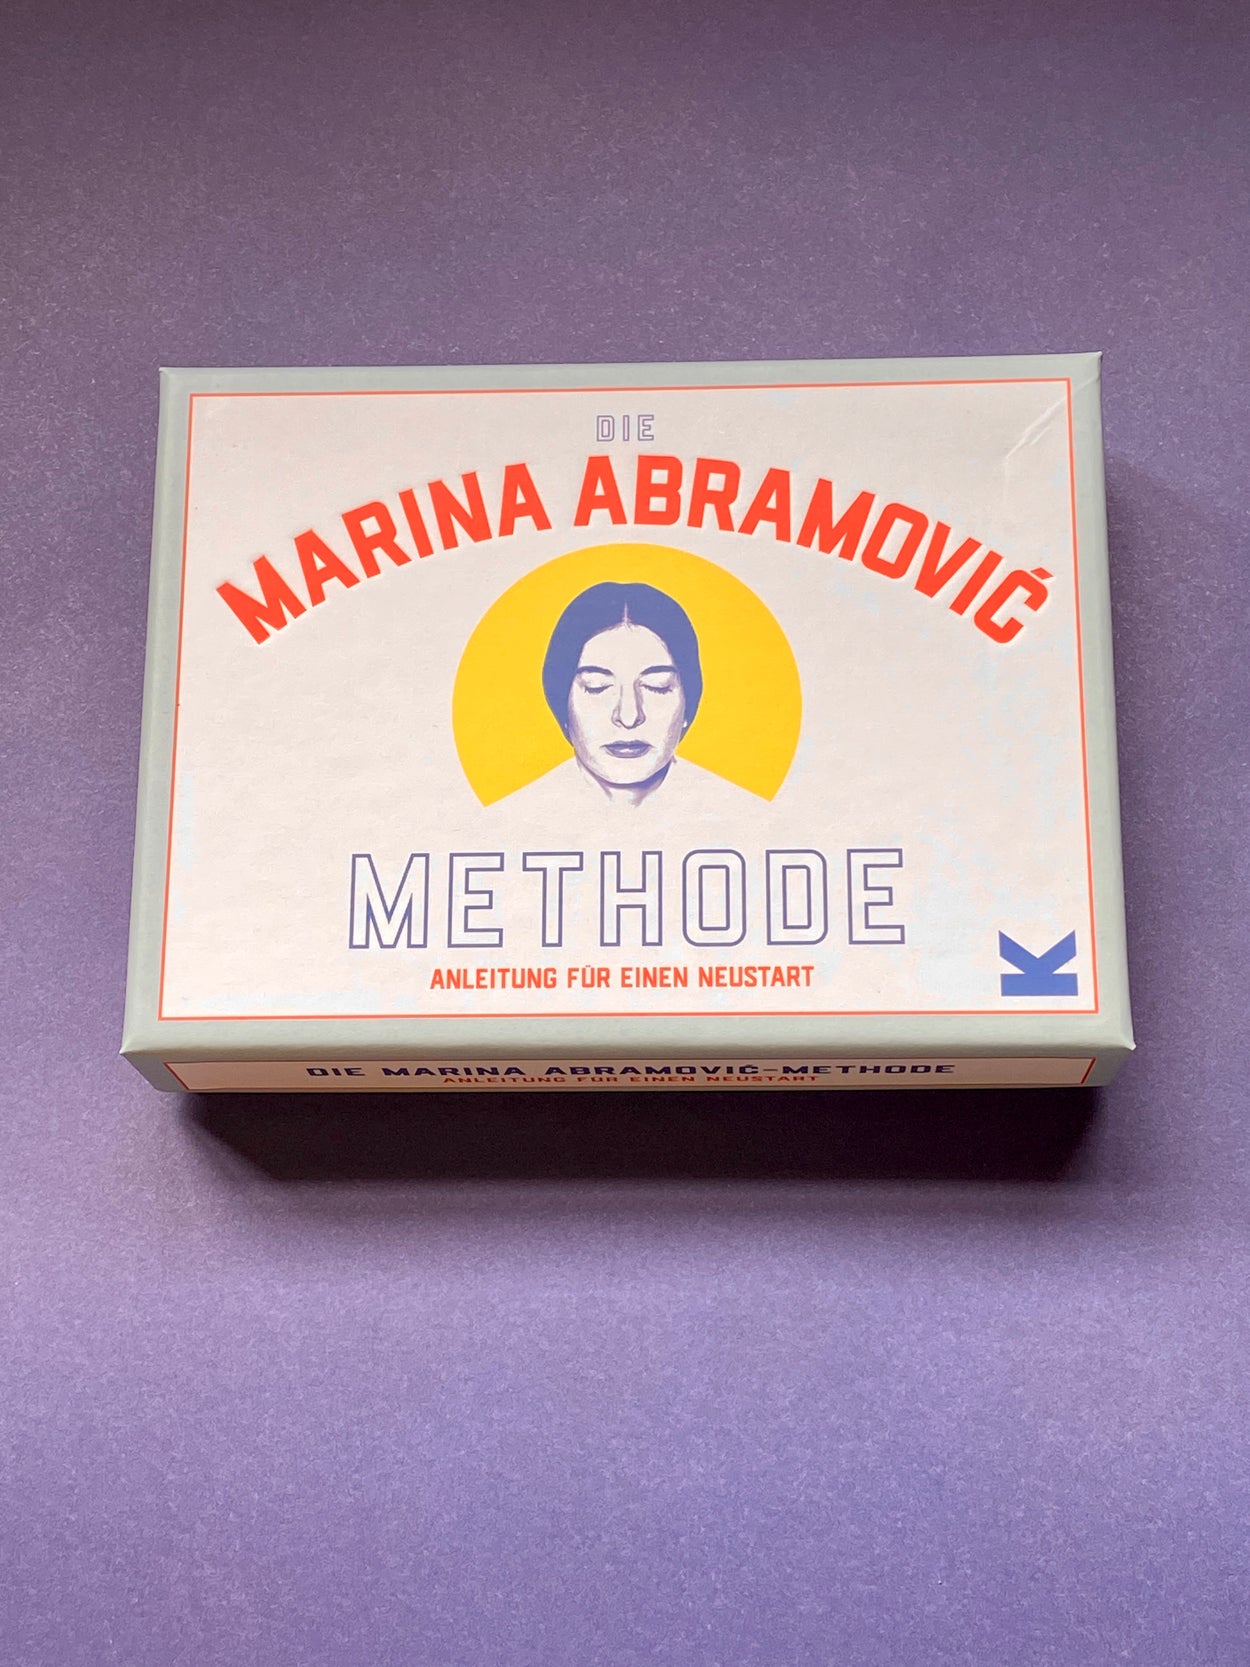 DIE
MARINA ABRAMOVIĆ
METHODE
ANLEITUNG FÜR EINEN NEUSTART
K
DIE MARINA ABRAMOVIĆ-METHODE
ANLEITUNG FÜR EINEN NEUSTART